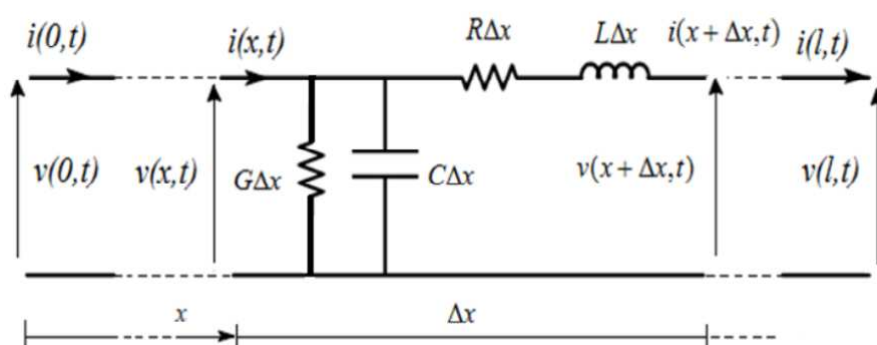 i(0,t) i(x,t) RΔx LΔx i(x+Δx,t) i(l,t)
v(0,t) v(x,t) GΔx CΔx v(x+Δx,t) v(l,t)
x Δx